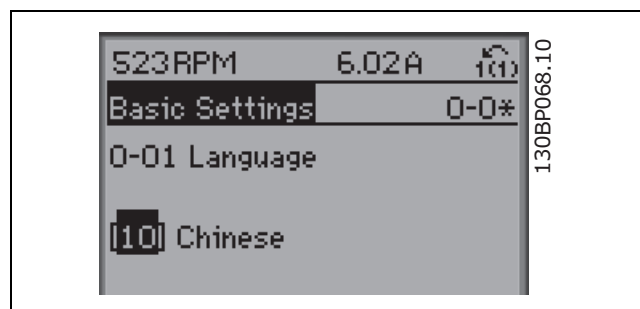 523RPM 6.02A 1(1)
Basic Settings 0-0*
0-01 Language
[10] Chinese
130BP068.10